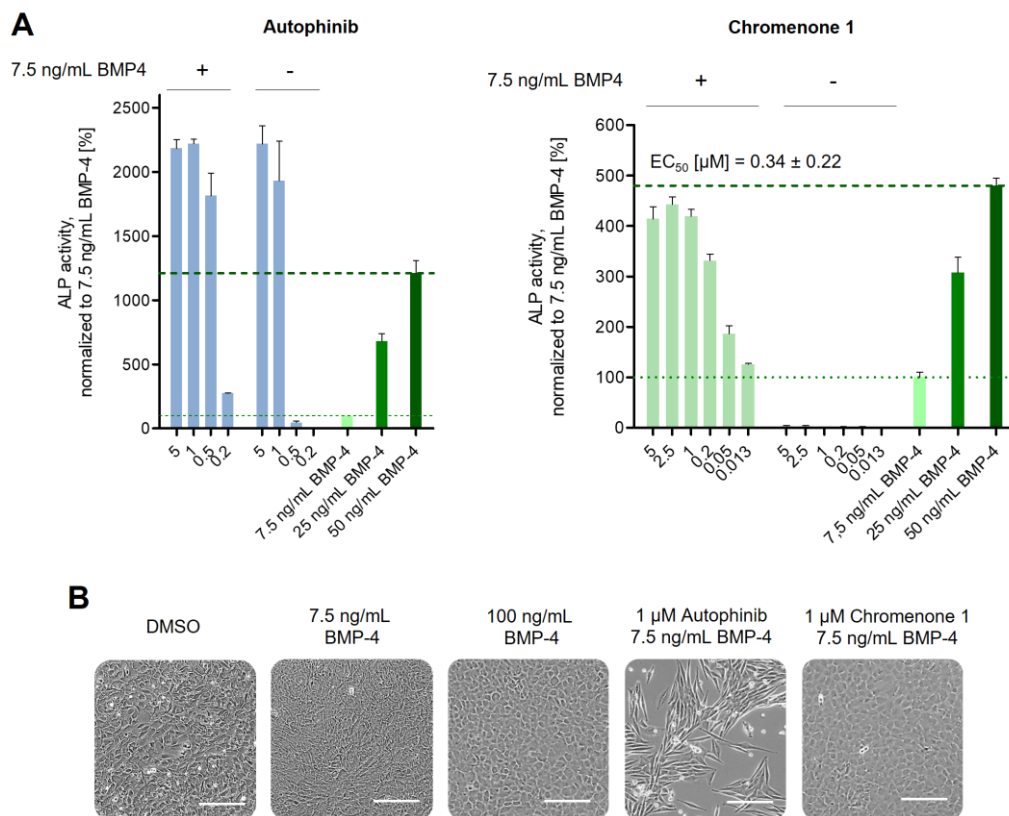 A
Autophinib
7.5 ng/mL BMP4
+
-
ALP activity,
normalized to 7.5 ng/mL BMP-4 [%]
2500
2000
1500
1000
500
0
5
1
0.5
0.2
5
1
0.5
0.2
7.5 ng/mL BMP-4
25 ng/mL BMP-4
50 ng/mL BMP-4
Chromenone 1
7.5 ng/mL BMP4
+
-
ALP activity,
normalized to 7.5 ng/mL BMP-4 [%]
600
500
400
300
200
100
0
EC50 [µM] = 0.34 ± 0.22
5
2.5
1
0.2
0.05
0.013
5
2.5
1
0.2
0.05
0.013
7,5 ng/mL BMP-4
25 ng/mL BMP-4
50 ng/mL BMP-4
B
DMSO
7.5 ng/mL
BMP-4
100 ng/mL
BMP-4
1 µM Autophinib
7.5 ng/mL BMP-4
1 µM Chromenone 1
7.5 ng/mL BMP-4